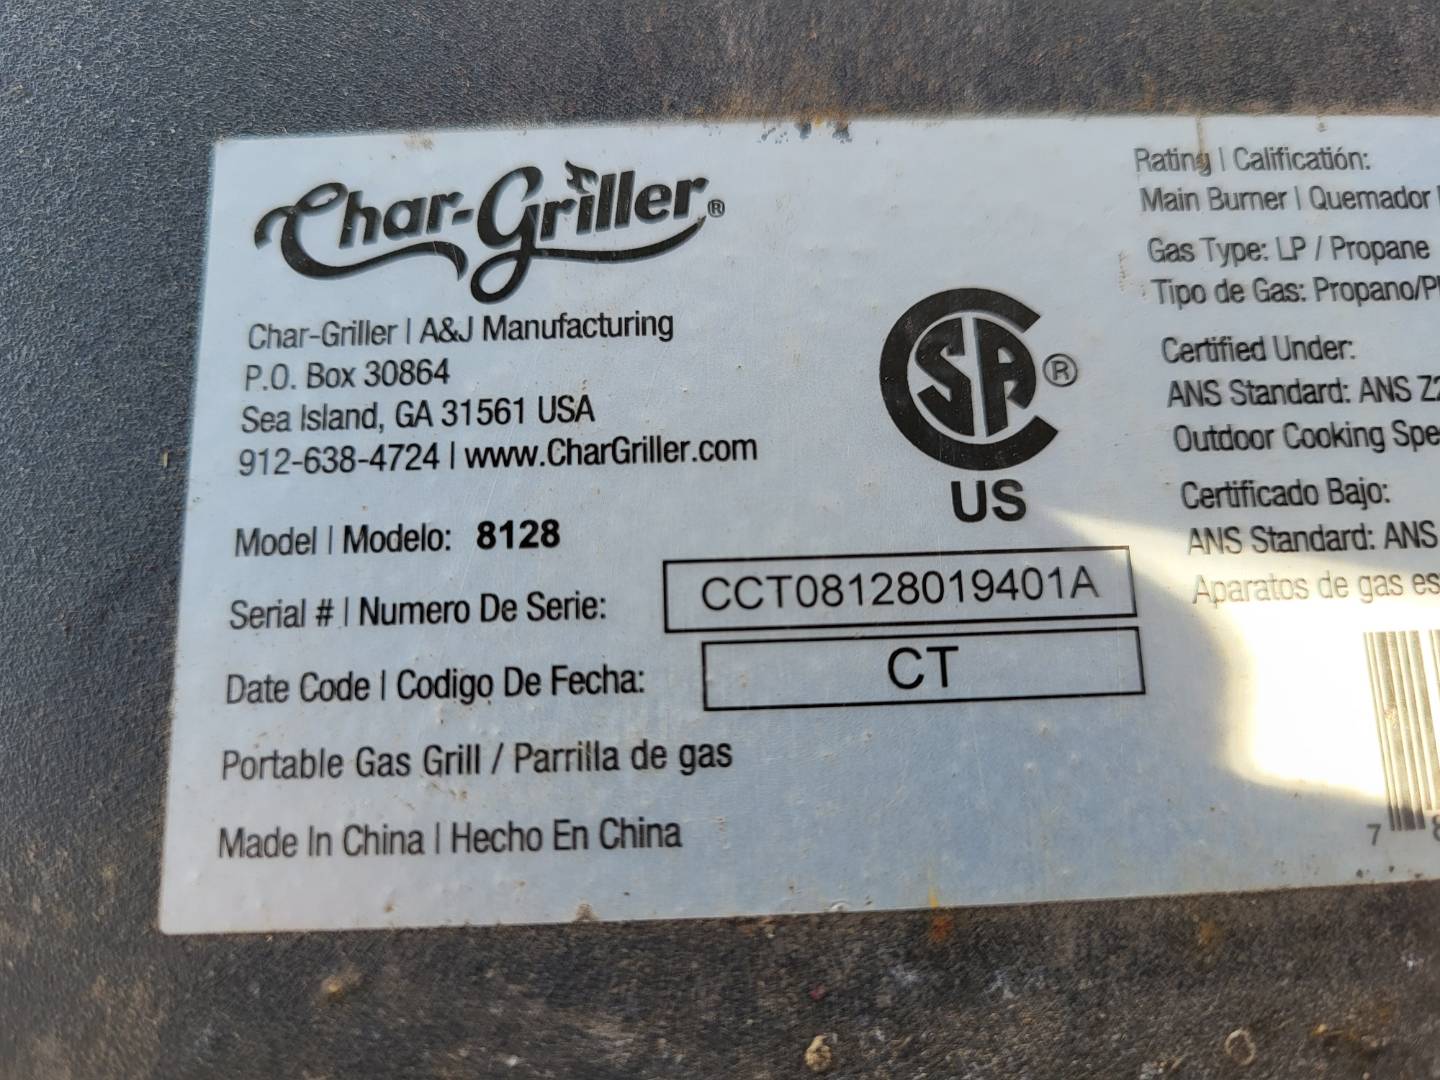 Char-Griller®
Char-Griller | A&J Manufacturing
P.O. Box 30864
Sea Island, GA 31561 USA
912-638-4724 | www.CharGriller.com
Model | Modelo: 8128
Serial # | Numero De Serie: CCT08128019401A
Date Code | Codigo De Fecha: CT
Portable Gas Grill / Parrilla de gas
Made In China | Hecho En China
CSA®
US
Rating | Calificatión:
Main Burner | Quemador
Gas Type: LP / Propane
Tipo de Gas: Propano/
Certified Under:
ANS Standard: ANS
Outdoor Cooking
Certificado Bajo:
ANS Standard: ANS
Aparatos de gas
7